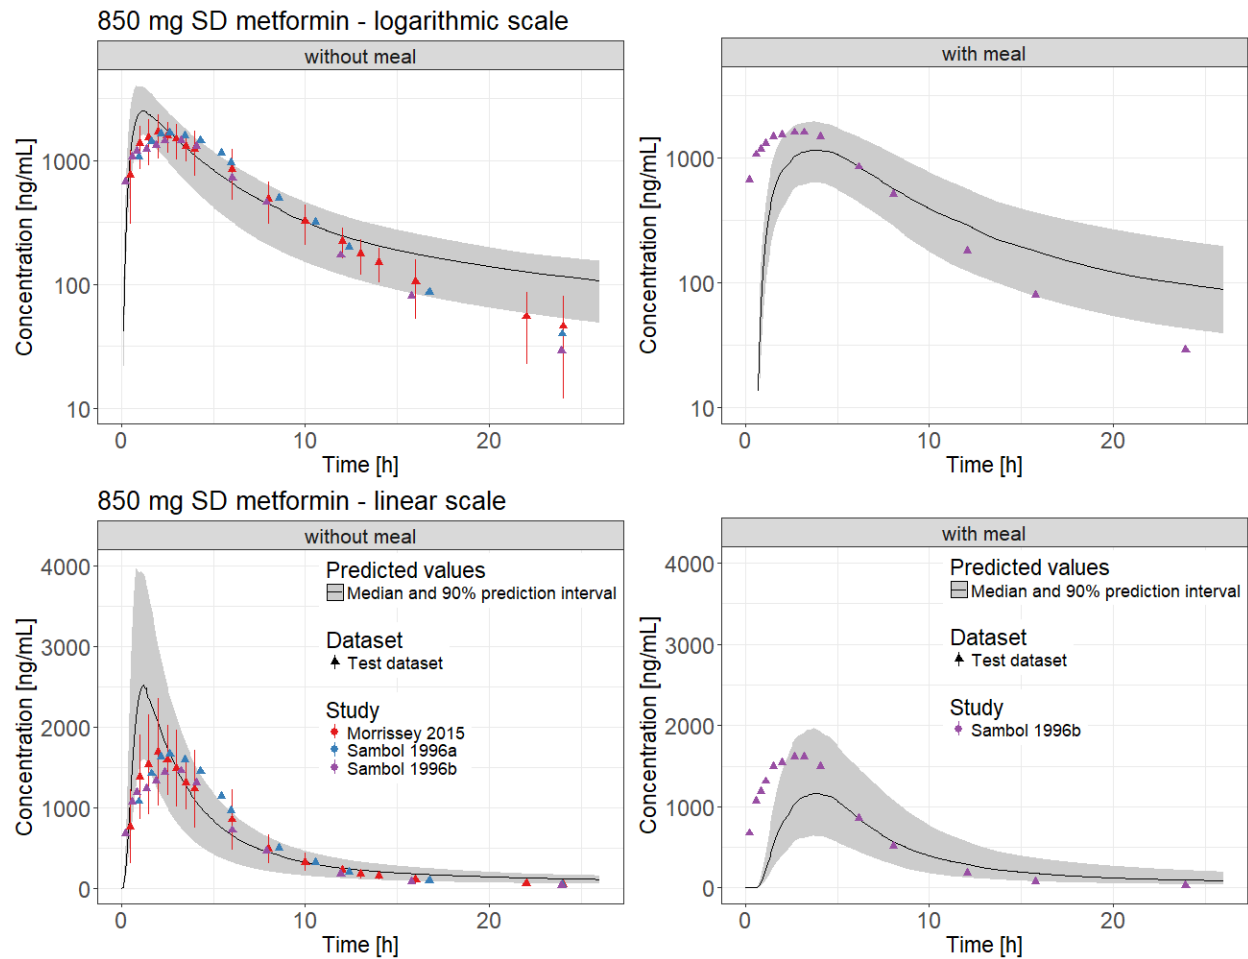 850 mg SD metformin - logarithmic scale
without meal
with meal
Concentration [ng/mL]
1000
100
10
0
10
20
Time [h]
Concentration [ng/mL]
1000
100
10
0
10
20
Time [h]
850 mg SD metformin - linear scale
without meal
with meal
Concentration [ng/mL]
4000
3000
2000
1000
0
0
10
20
Time [h]
Predicted values
Median and 90% prediction interval
Dataset
Test dataset
Study
Morrissey 2015
Sambol 1996a
Sambol 1996b
Concentration [ng/mL]
4000
3000
2000
1000
0
0
10
20
Time [h]
Predicted values
Median and 90% prediction interval
Dataset
Test dataset
Study
Sambol 1996b